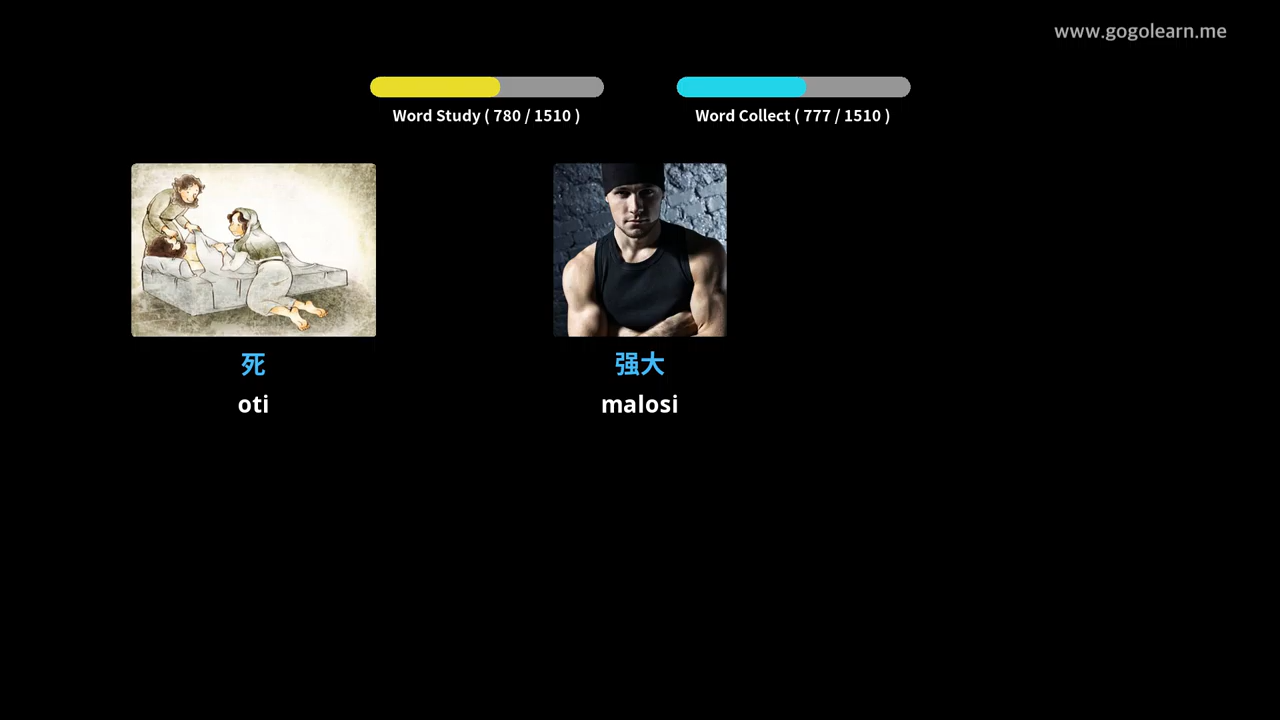 www.gogolearn.me
Word Study ( 780 / 1510 )
Word Collect ( 777 / 1510 )
死
oti
强大
malosi